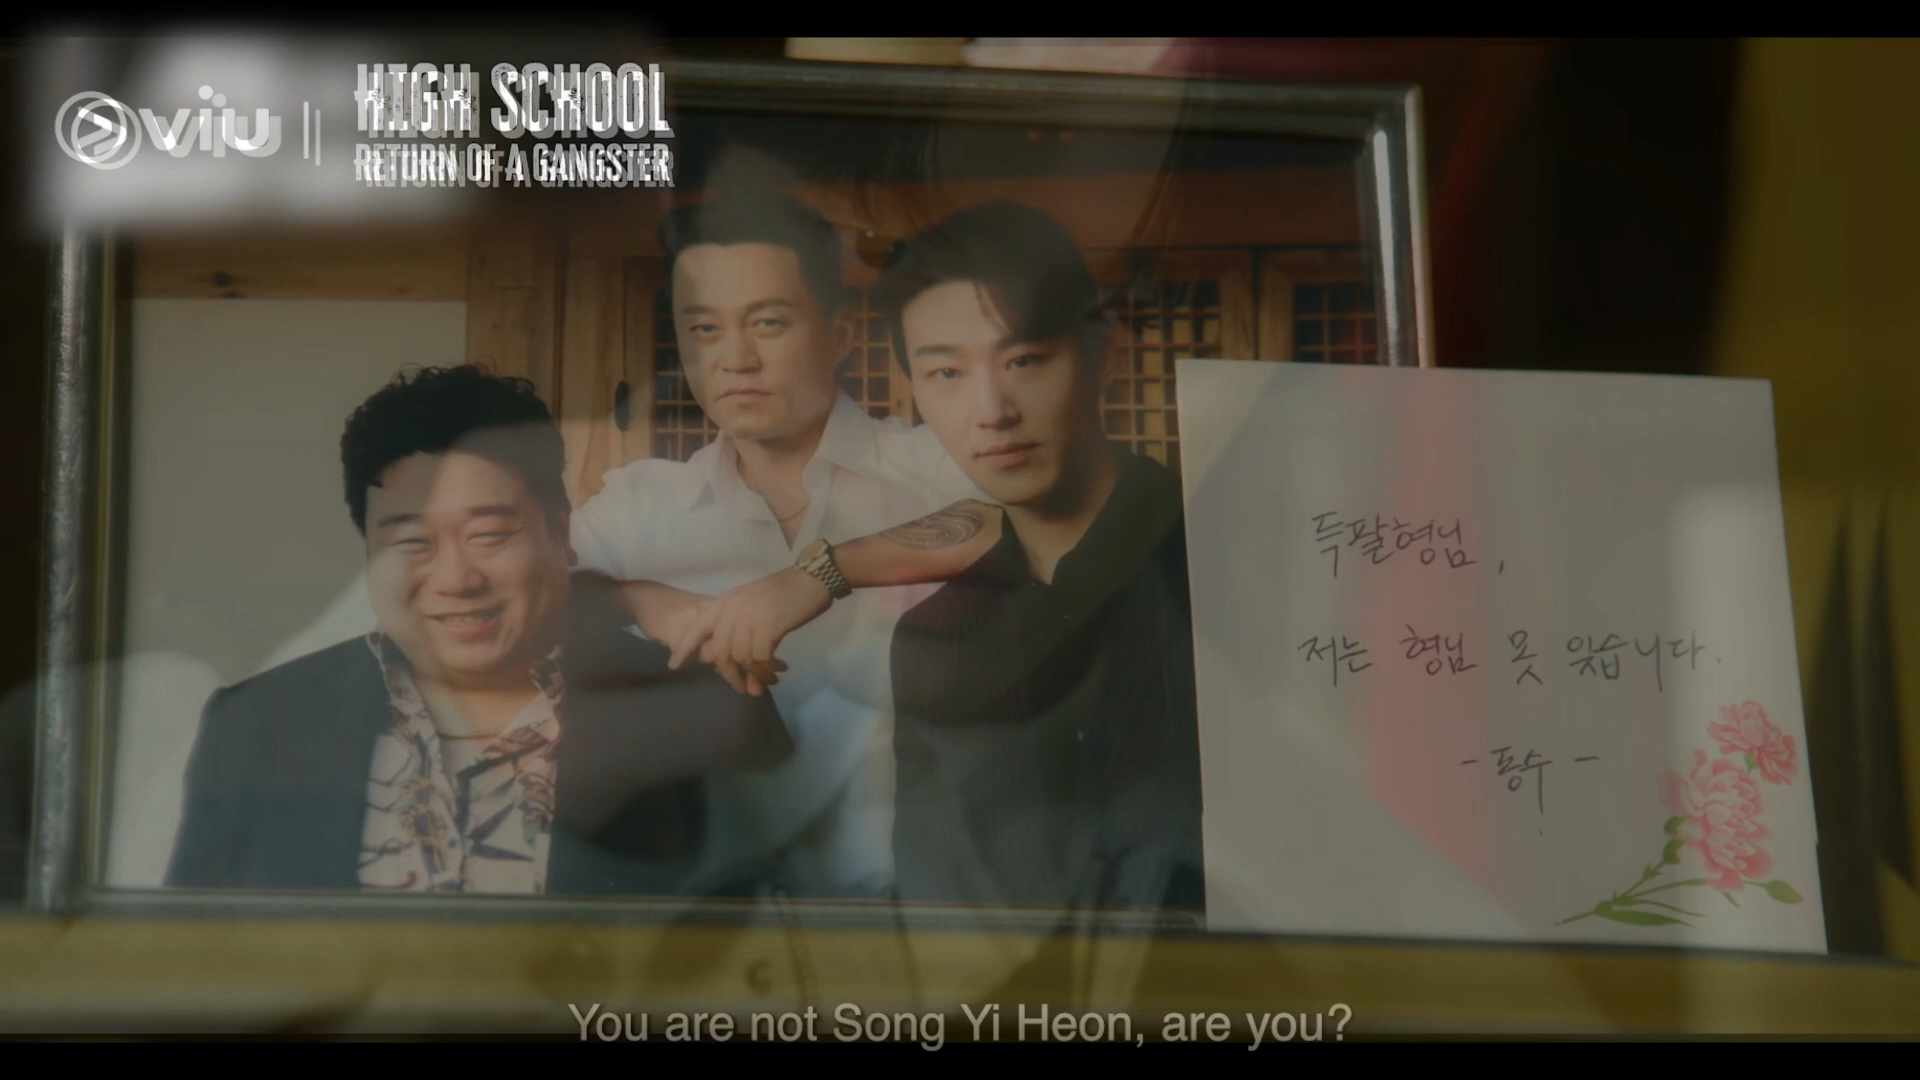 viu
HIGH SCHOOL
RETURN OF A GANGSTER
득팔형님,
저는 형님 못 잊습니다.
- 동수 -
You are not Song Yi Heon, are you?